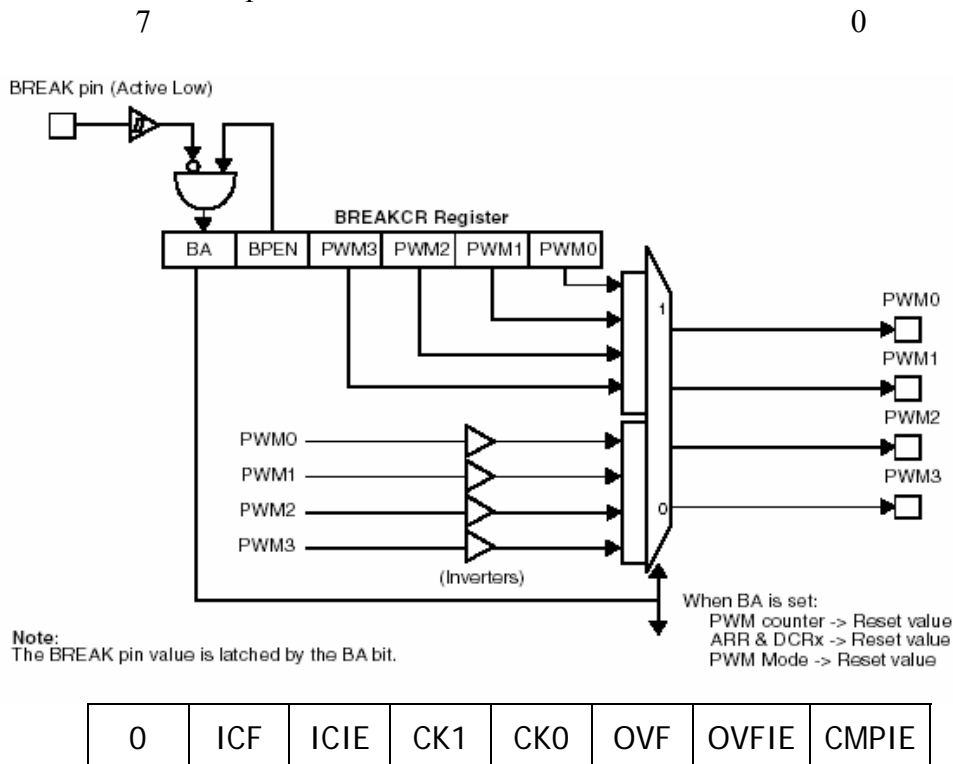 7 0
BREAK pin (Active Low)
BREAKCR Register
BA BPEN PWM3 PWM2 PWM1 PWM0
1
PWM0
PWM1
PWM2
PWM3
PWM0
PWM1
PWM2
PWM3
0
(Inverters)
When BA is set:
PWM counter -> Reset value
ARR & DCRx -> Reset value
PWM Mode -> Reset value
Note:
The BREAK pin value is latched by the BA bit.
0 ICF ICIE CK1 CK0 OVF OVFIE CMPIE